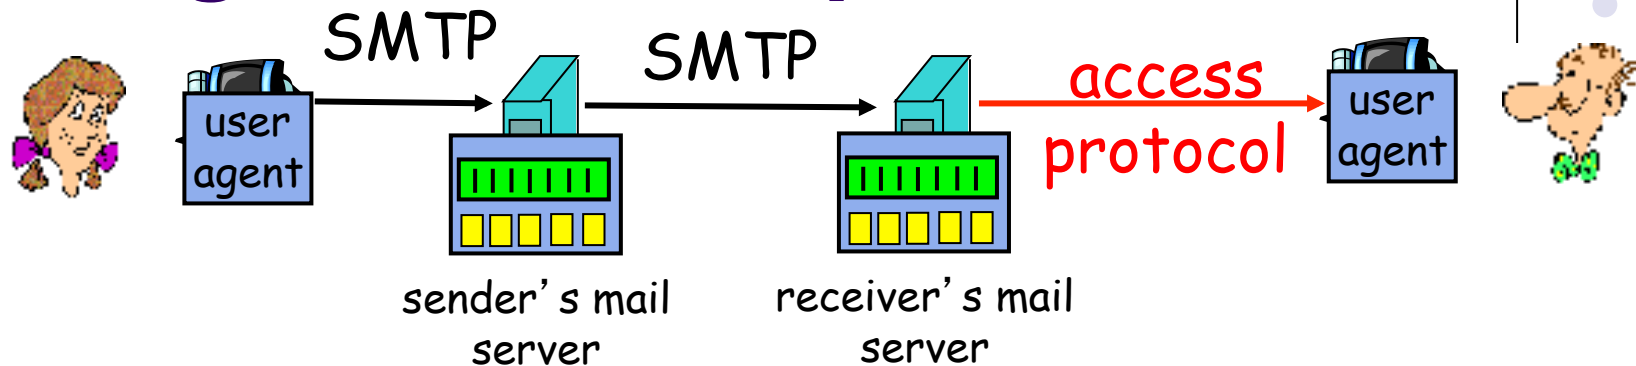 SMTP
SMTP
access
protocol
user
agent
user
agent
sender’s mail
server
receiver’s mail
server